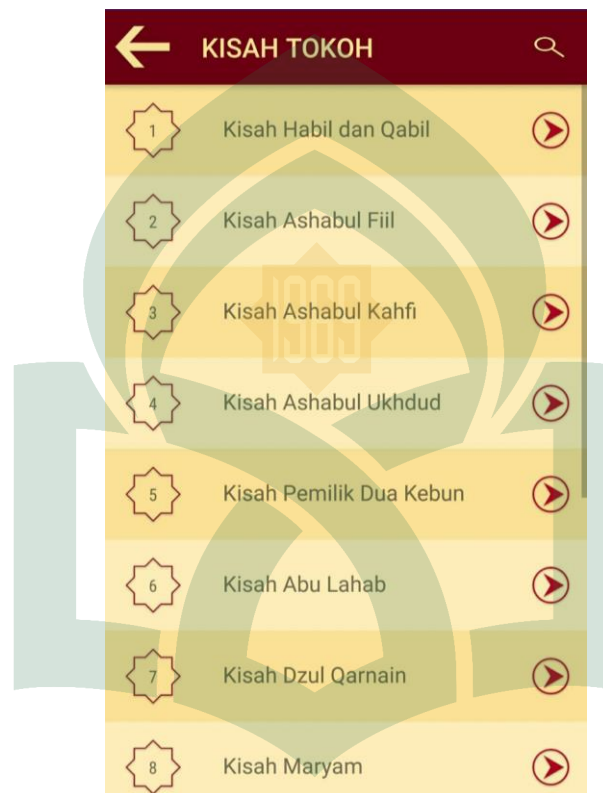 KISAH TOKOH
1 Kisah Habil dan Qabil
2 Kisah Ashabul Fiil
3 Kisah Ashabul Kahfi
1989
4 Kisah Ashabul Ukhdud
5 Kisah Pemilik Dua Kebun
6 Kisah Abu Lahab
7 Kisah Dzul Qarnain
8 Kisah Maryam